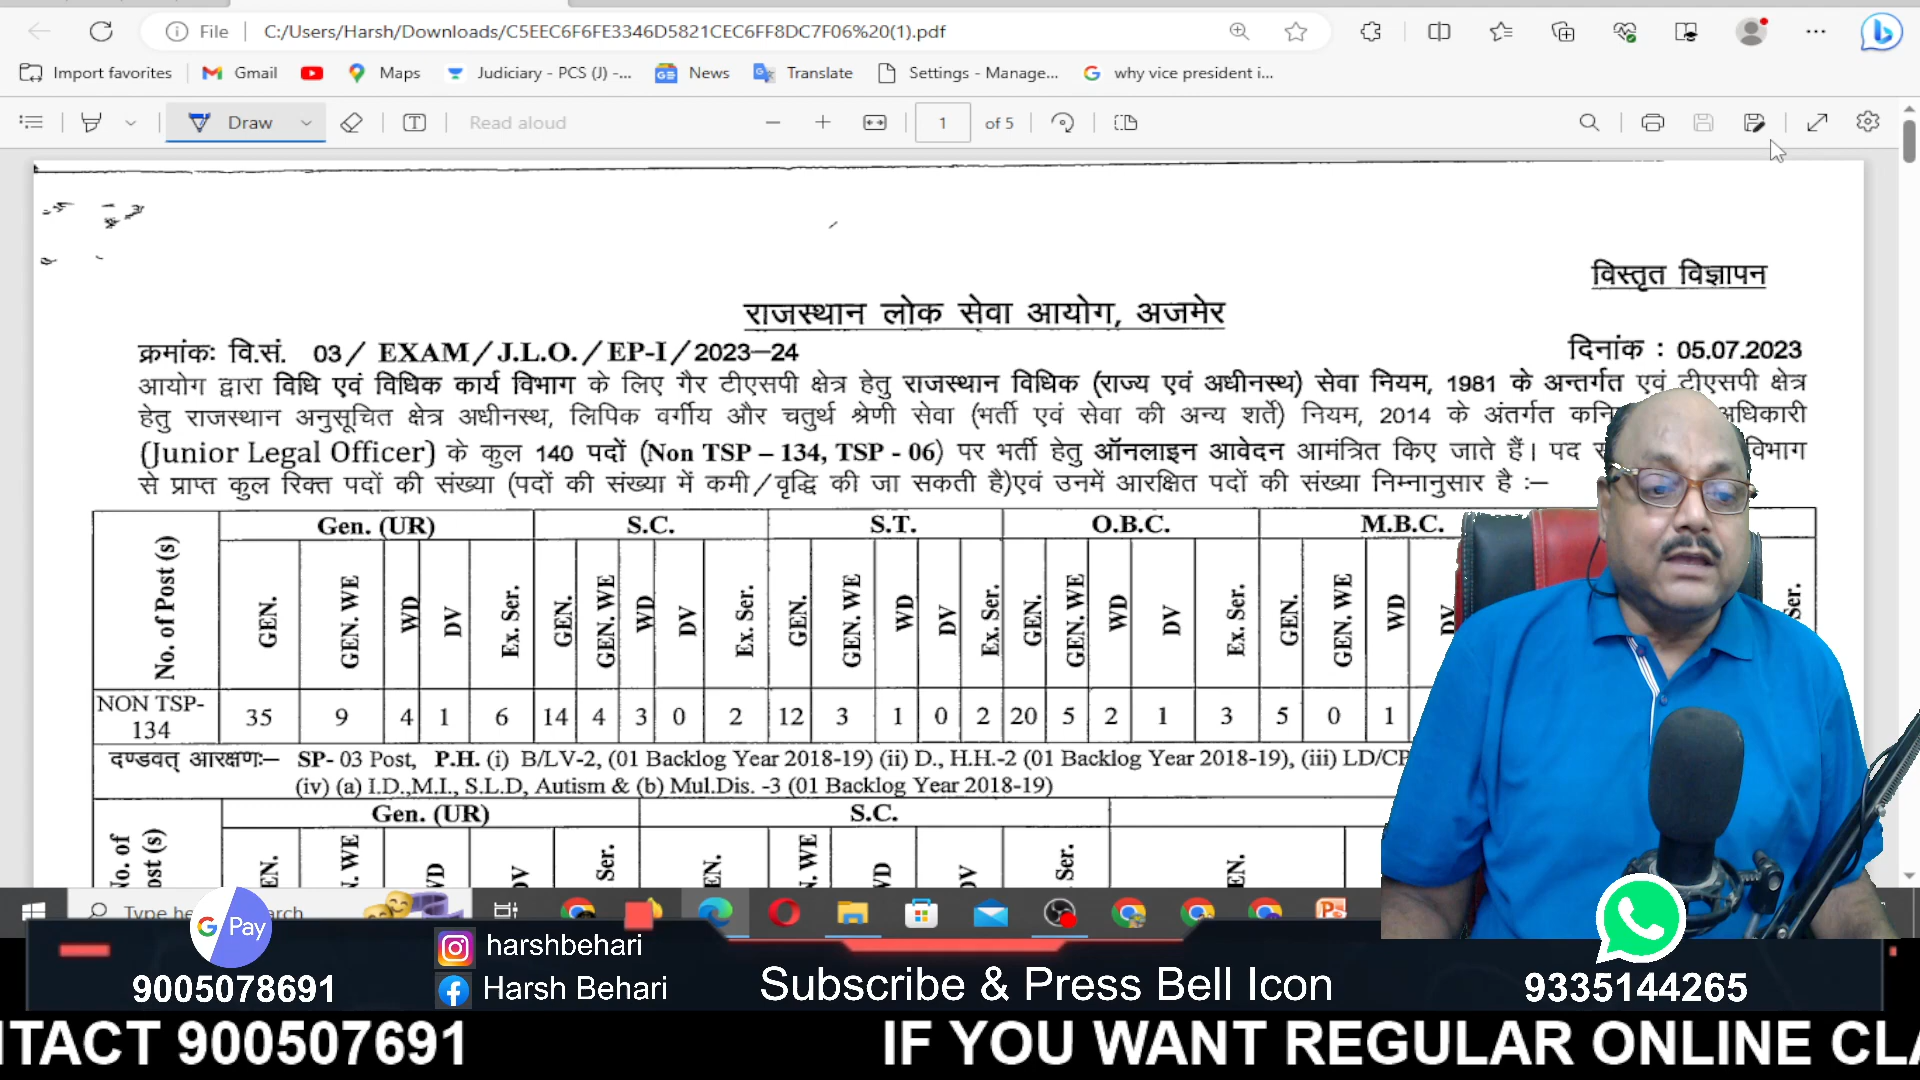 File C:/Users/Harsh/Downloads/C5EEC6F6FE3346D5821CEC6FF8DC7F06%20(1).pdf
Import favorites Gmail Maps Judiciary - PCS (J) -... News Translate Settings - Manage... why vice president i...
Draw Read aloud 1 of 5
विस्तृत विज्ञापन
राजस्थान लोक सेवा आयोग, अजमेर
क्रमांकः वि.सं. 03/ EXAM/J.L.O./EP-I/2023–24 दिनांक : 05.07.2023
आयोग द्वारा विधि एवं विधिक कार्य विभाग के लिए गैर टीएसपी क्षेत्र हेतु राजस्थान विधिक (राज्य एवं अधीनस्थ) सेवा नियम, 1981 के अन्तर्गत एवं टीएसपी क्षेत्र
हेतु राजस्थान अनुसूचित क्षेत्र अधीनस्थ, लिपिक वर्गीय और चतुर्थ श्रेणी सेवा (भर्ती एवं सेवा की अन्य शर्ते) नियम, 2014 के अंतर्गत अधिकारी
(Junior Legal Officer) के कुल 140 पदों (Non TSP – 134, TSP - 06) पर भर्ती हेतु ऑनलाइन आवेदन आमंत्रित किए जाते हैं। पद विभाग
से प्राप्त कुल रिक्त पदों की संख्या (पदों की संख्या में कमी/वृद्धि की जा सकती है)एवं उनमें आरक्षित पदों की संख्या निम्नानुसार है :–
No. of Post (s) Gen. (UR) S.C. S.T. O.B.C. M.B.C.
GEN. GEN. WE WD DV Ex. Ser. GEN. GEN. WE WD DV Ex. Ser. GEN. GEN. WE WD DV Ex. Ser. GEN. GEN. WE WD DV Ex. Ser. GEN. GEN. WE WD DV Ser.
NON TSP-134 35 9 4 1 6 14 4 3 0 2 12 3 1 0 2 20 5 2 1 3 5 0 1
दण्डवत् आरक्षणः– SP- 03 Post, P.H. (i) B/LV-2, (01 Backlog Year 2018-19) (ii) D., H.H.-2 (01 Backlog Year 2018-19), (iii) LD/CP
(iv) (a) I.D.,M.I., S.L.D, Autism & (b) Mul.Dis. -3 (01 Backlog Year 2018-19)
Gen. (UR) S.C.
G Pay
9005078691
harshbehari
Harsh Behari
Subscribe & Press Bell Icon
9335144265
NTACT 900507691 IF YOU WANT REGULAR ONLINE CLA